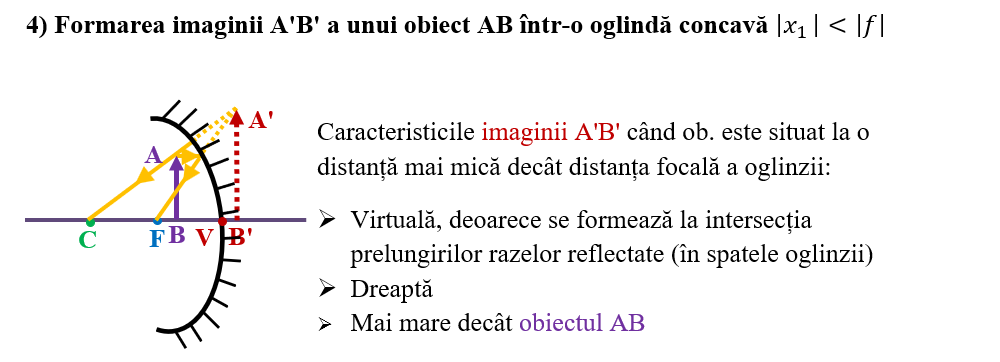 4) Formarea imaginii A'B' a unui obiect AB într-o oglindă concavă |x₁| < |f|
A'
A
C
F
B
V
B'
Caracteristicile imaginii A'B' când ob. este situat la o
distanță mai mică decât distanța focală a oglinzii:
➢ Virtuală, deoarece se formează la intersecția
prelungirilor razelor reflectate (în spatele oglinzii)
➢ Dreaptă
➢ Mai mare decât obiectul AB